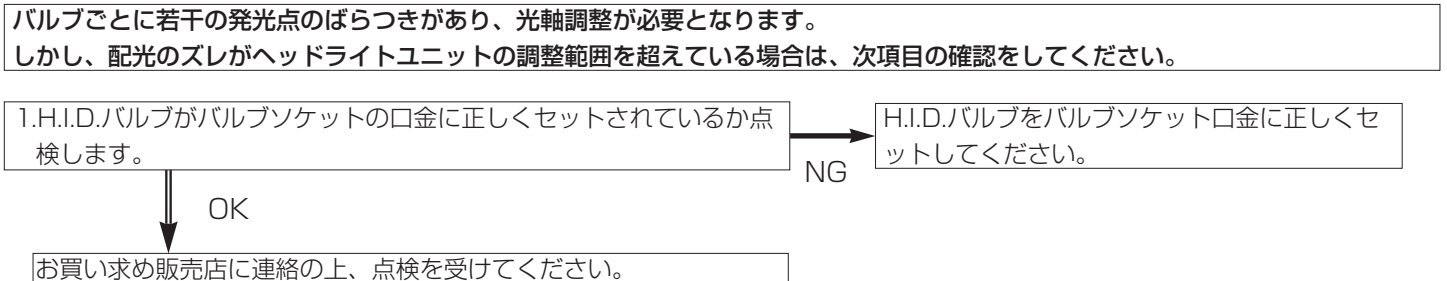 バルブごとに若干の発光点のばらつきがあり、光軸調整が必要となります。
しかし、配光のズレがヘッドライトユニットの調整範囲を超えている場合は、次項目の確認をしてください。
1.H.I.D.バルブがバルブソケットの口金に正しくセットされているか点
検します。
NG
H.I.D.バルブをバルブソケット口金に正しくセ
ットしてください。
OK
お買い求め販売店に連絡の上、点検を受けてください。